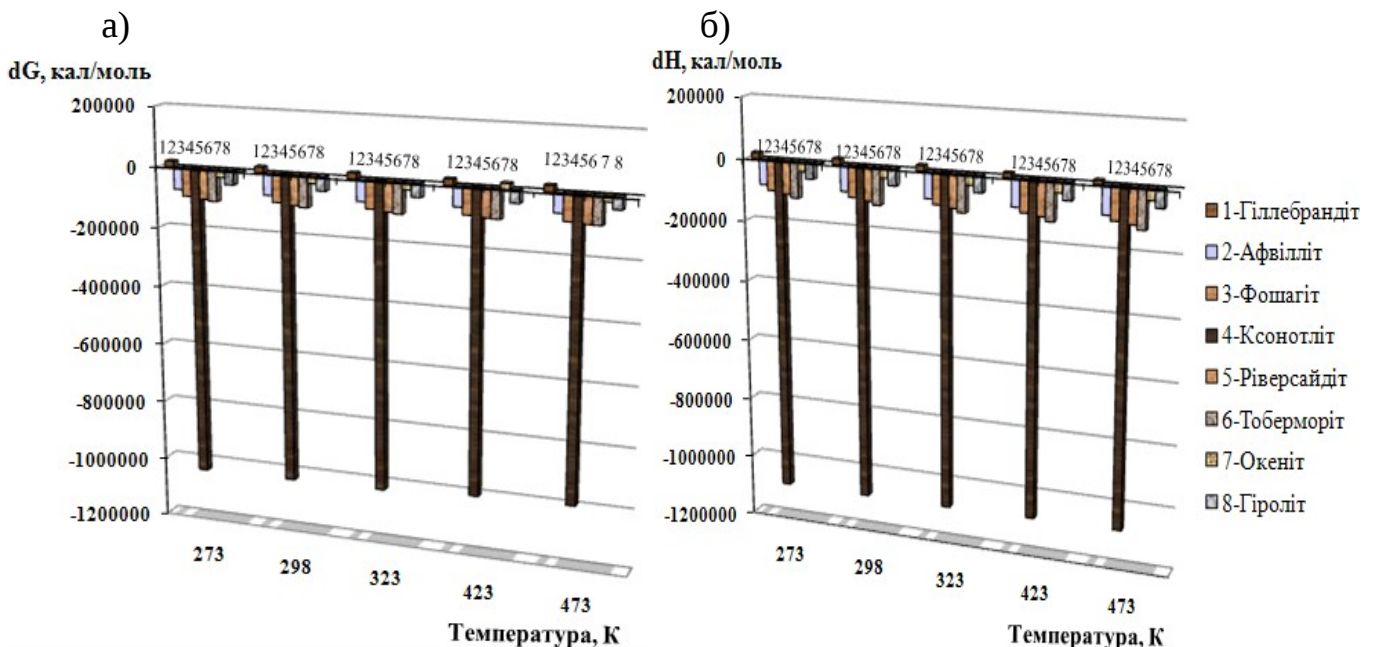 а)
dG, кал/моль
200000
0
-200000
-400000
-600000
-800000
-1000000
-1200000
12345678
12345678
12345678
12345678
123456 7 8
273
298
323
423
473
Температура, К
б)
dH, кал/моль
200000
0
-200000
-400000
-600000
-800000
-1000000
-1200000
12345678
12345678
12345678
12345678
12345678
273
298
323
423
473
Температура, К
1-Гіллебрандіт
2-Афвілліт
3-Фошагіт
4-Ксонотліт
5-Ріверсайдіт
6-Тоберморіт
7-Океніт
8-Гіроліт